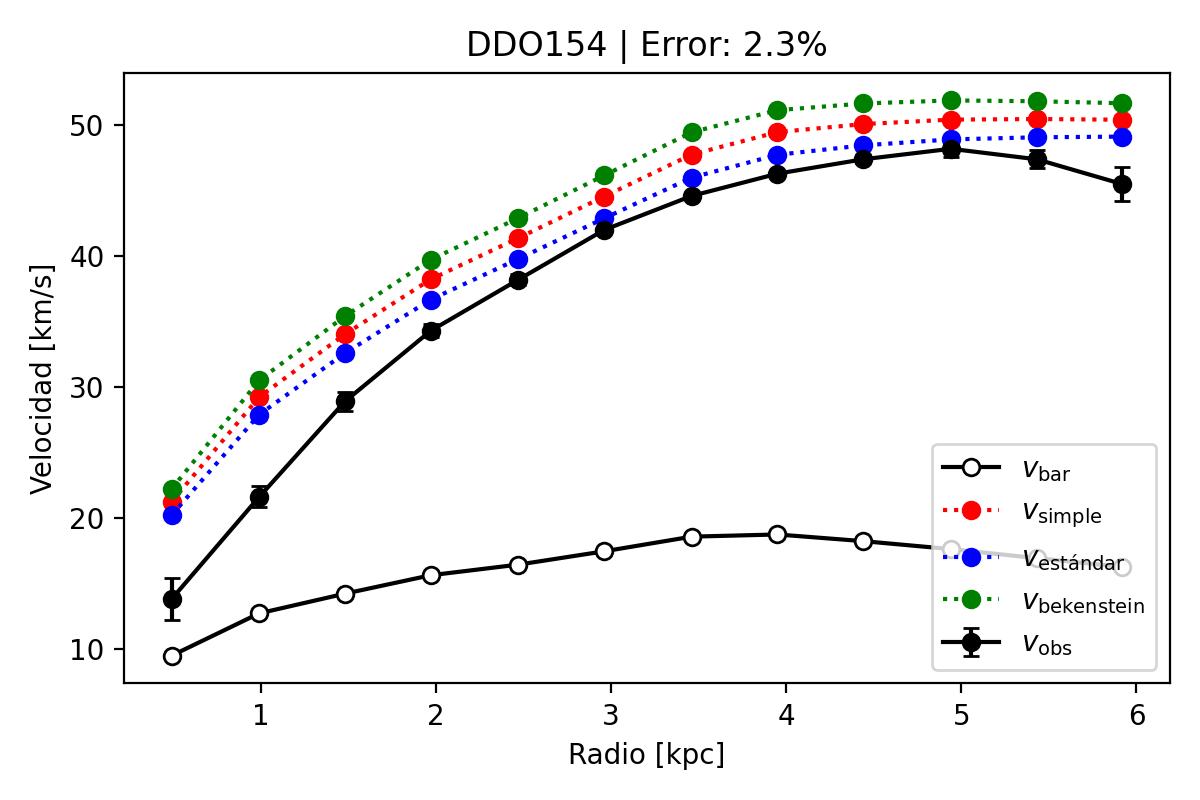 DDO154 | Error: 2.3%
Velocidad [km/s]
50
40
30
20
10
v_bar
v_simple
v_estándar
v_bekenstein
v_obs
1 2 3 4 5 6
Radio [kpc]